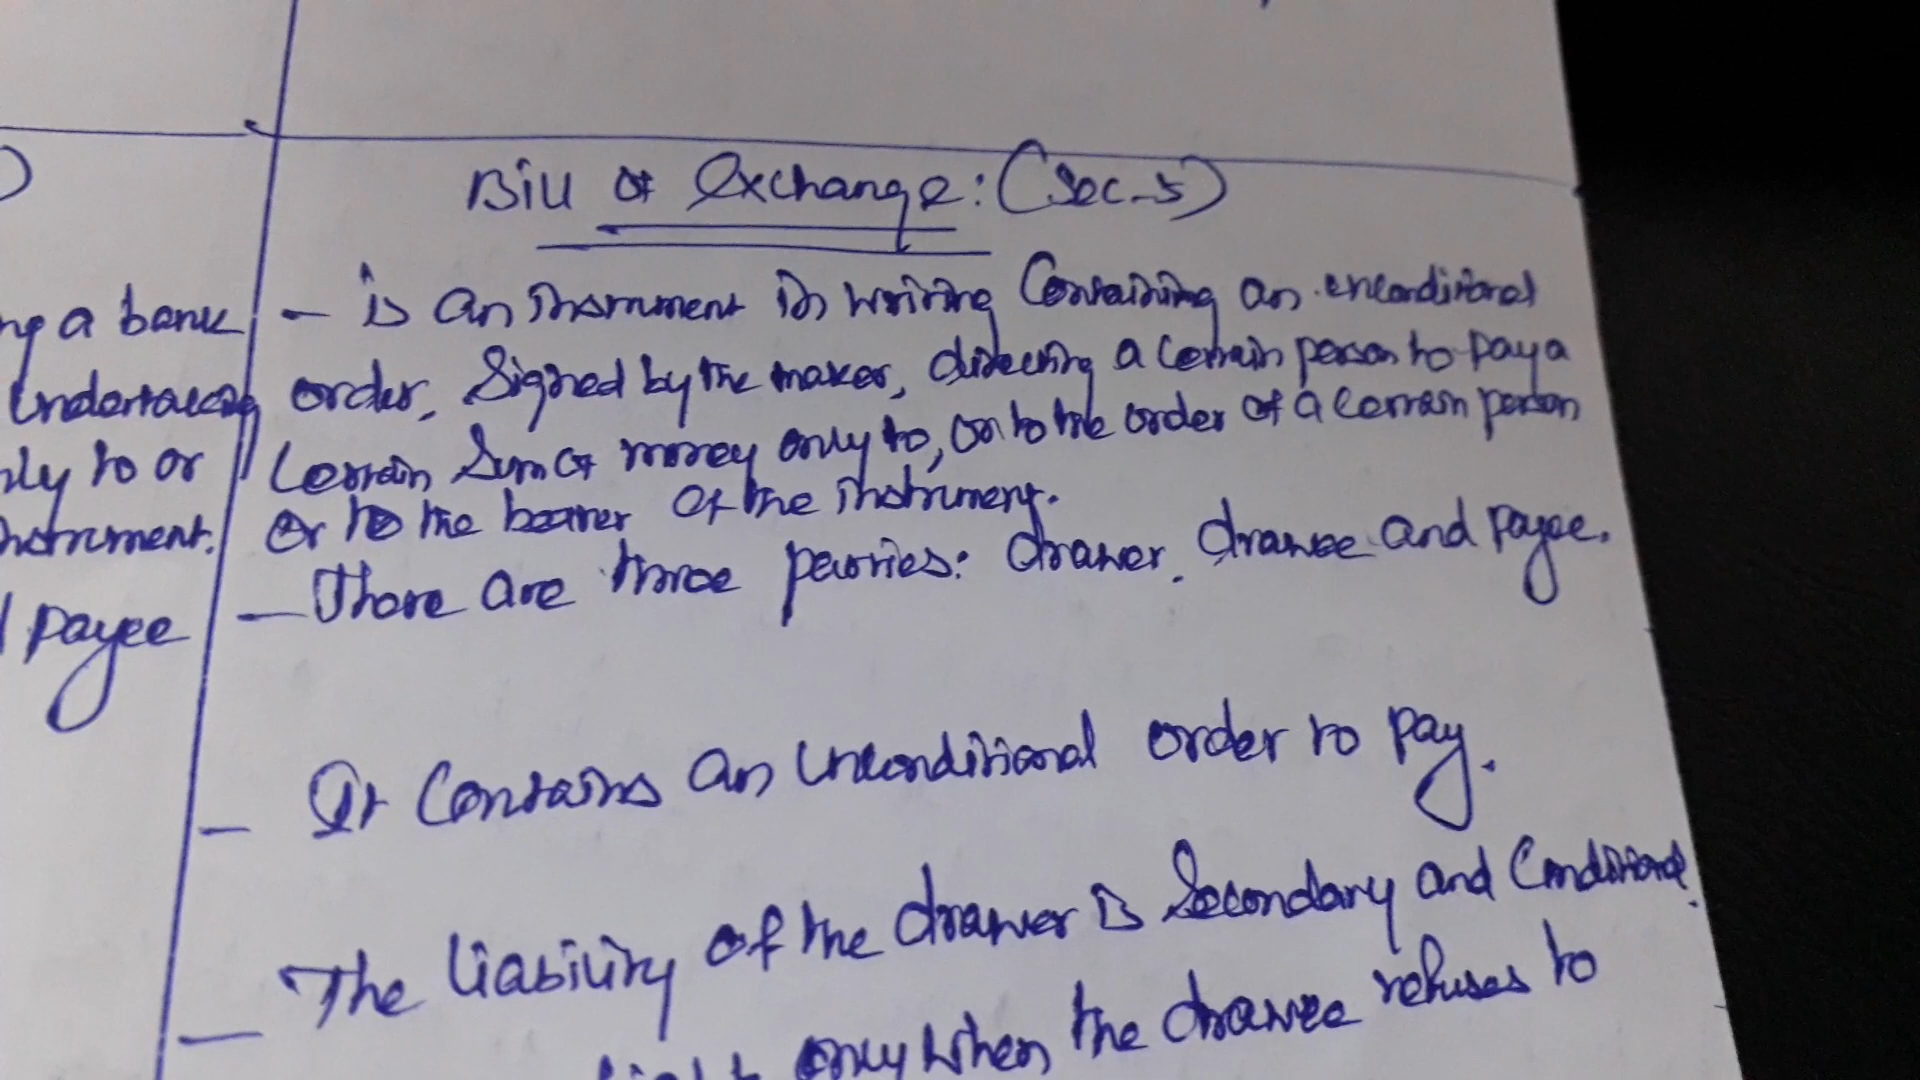 Bill of Exchange: (Sec-5)
- is an instrument in writing Containing an unconditional
order, Signed by the maker, directing a Certain person to pay a
Certain Sum of money only to, or to the order of a Certain person
or to the bearer of the instrument.
- There are three parties: drawer, drawee and payee.
- It Contains an unconditional order to pay.
- The liability of the drawer is Secondary and Conditional.
only when the drawee refuses to
)
a bank
Undertaking
to or
payee